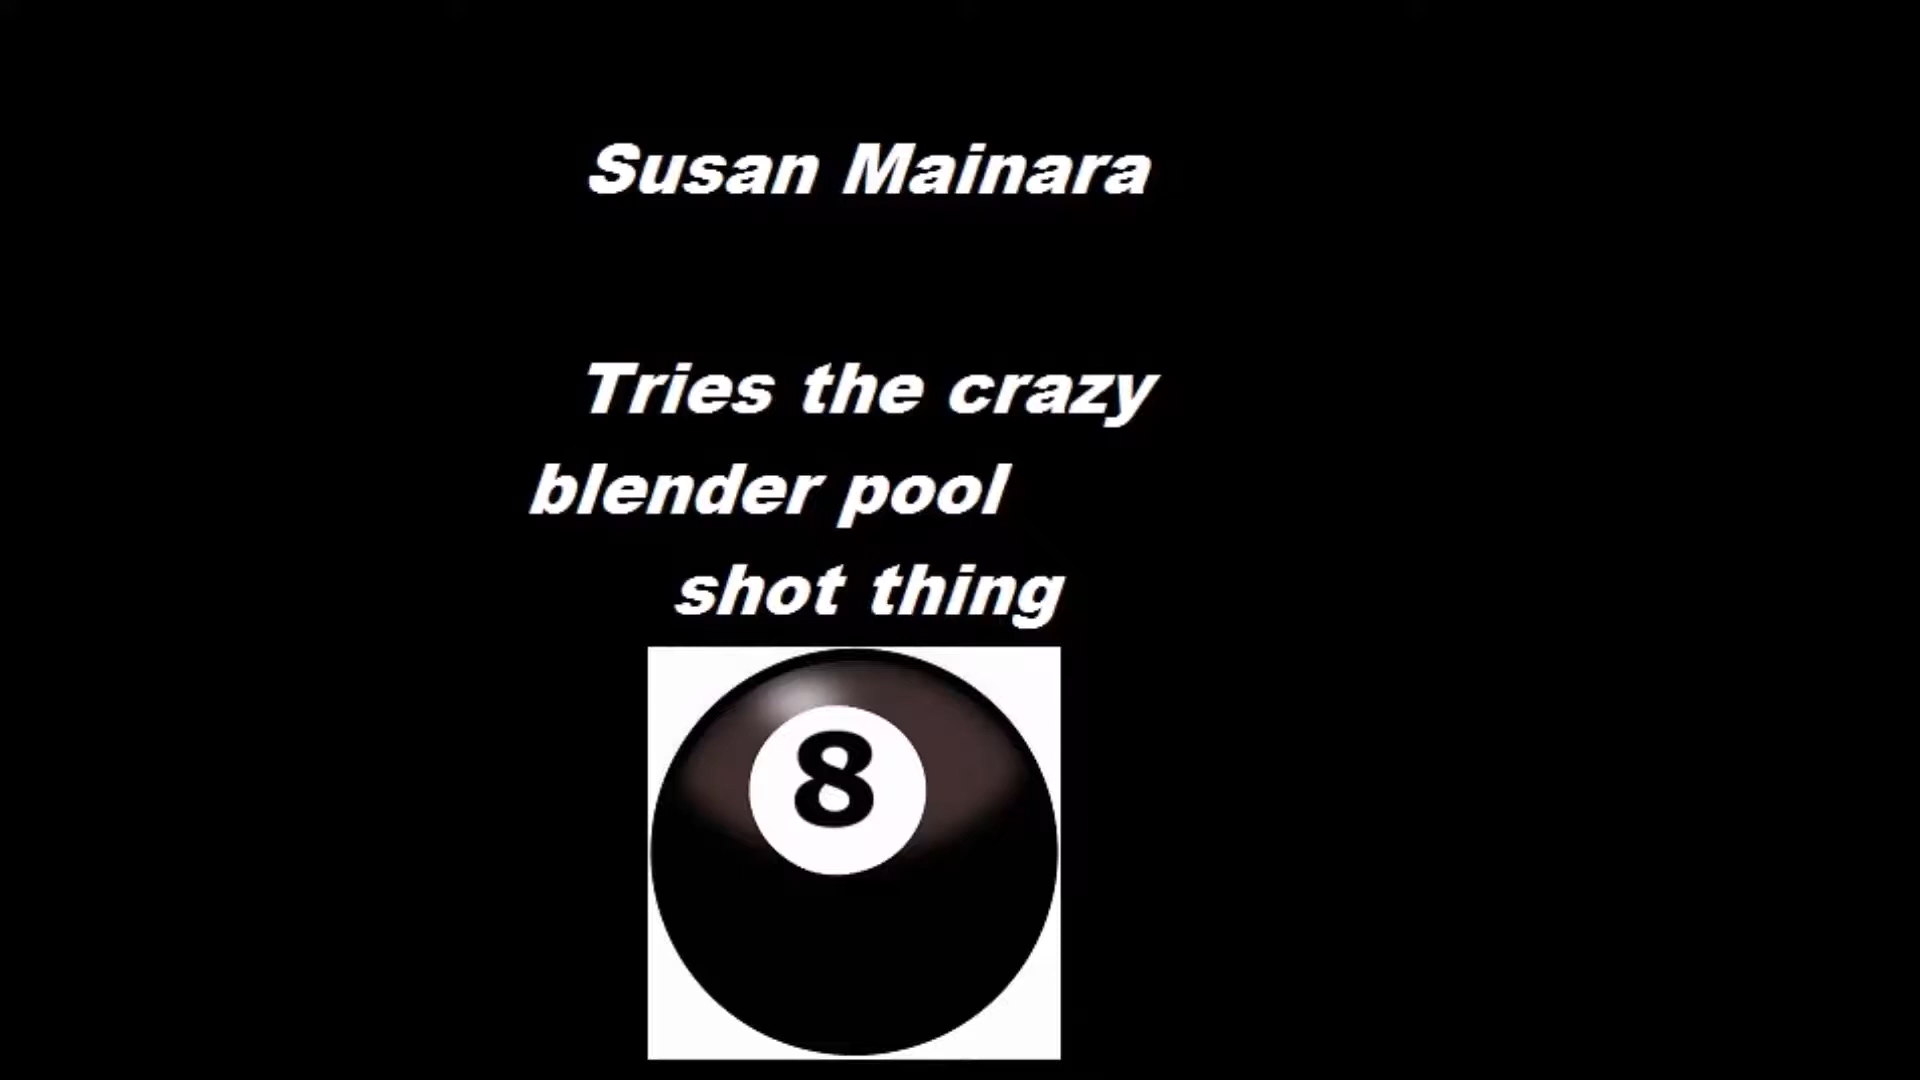 Susan Mainara
Tries the crazy
blender pool
shot thing
8